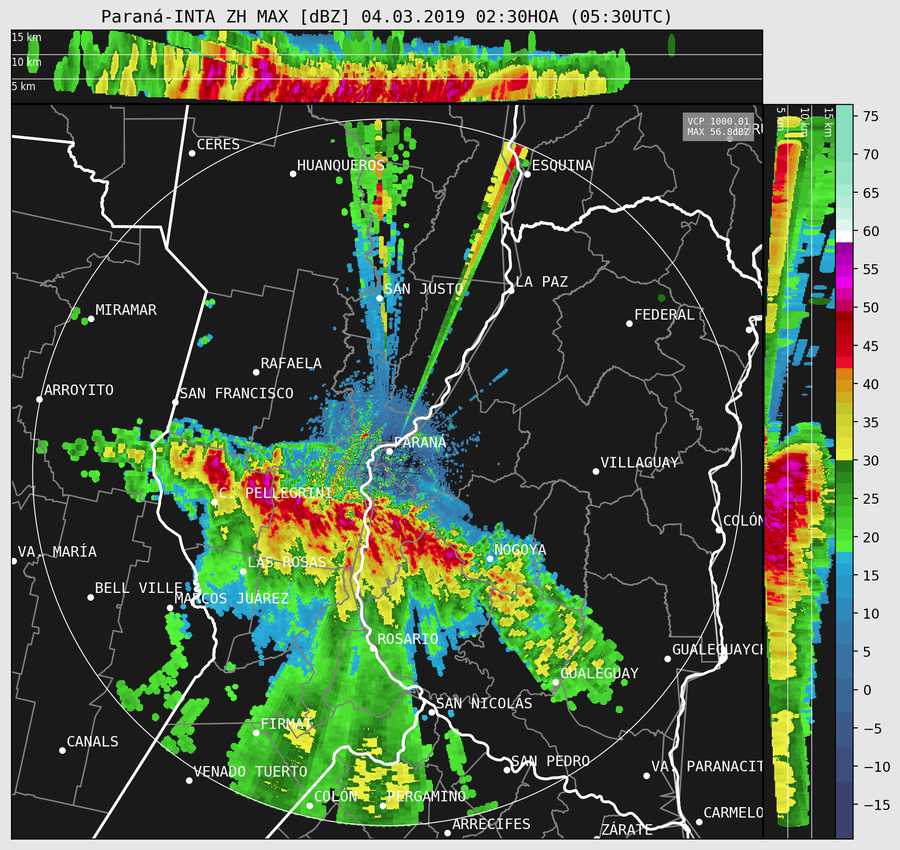 Paraná-INTA ZH MAX [dBZ] 04.03.2019 02:30HOA (05:30UTC)
15 km
10 km
5 km
VCP 1000.01
MAX 56.8dBZ
5 km
10 km
15 km
CERES
HUANQUEROS
ESQUINA
SAN JUSTO
LA PAZ
MIRAMAR
FEDERAL
RAFAELA
ARROYITO
SAN FRANCISCO
PARANÁ
VILLAGUAY
C. PELLEGRINI
COLÓN
VA. MARÍA
NOGOYA
LAS ROSAS
BELL VILLE
MARCOS JUÁREZ
ROSARIO
GUALEGUAYCH
GUALEGUAY
SAN NICOLAS
FIRMAT
CANALS
SAN PEDRO
VENADO TUERTO
VA. PARANACIT
COLÓN
PERGAMINO
CARMELO
ARRECIFES
ZÁRATE
75
70
65
60
55
50
45
40
35
30
25
20
15
10
5
0
−5
−10
−15